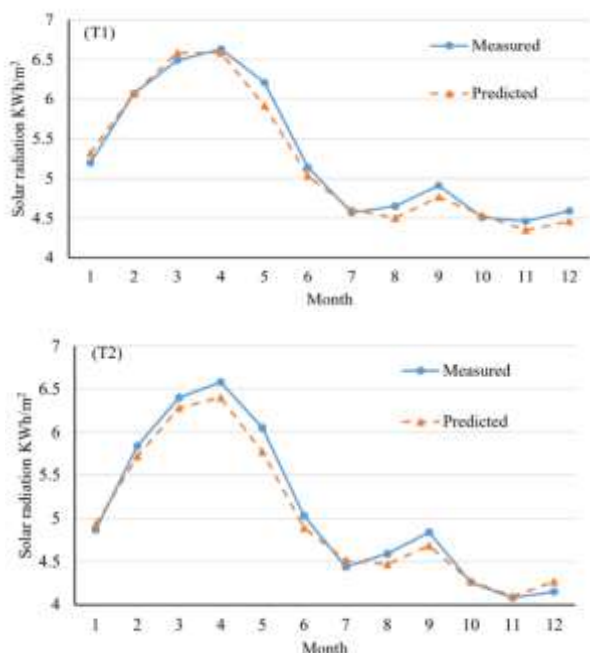 (T1)
Solar radiation KWh/m²
7
6.5
6
5.5
5
4.5
4
Measured
Predicted
1 2 3 4 5 6 7 8 9 10 11 12
Month
(T2)
Solar radiation KWh/m²
7
6.5
6
5.5
5
4.5
4
Measured
Predicted
1 2 3 4 5 6 7 8 9 10 11 12
Month